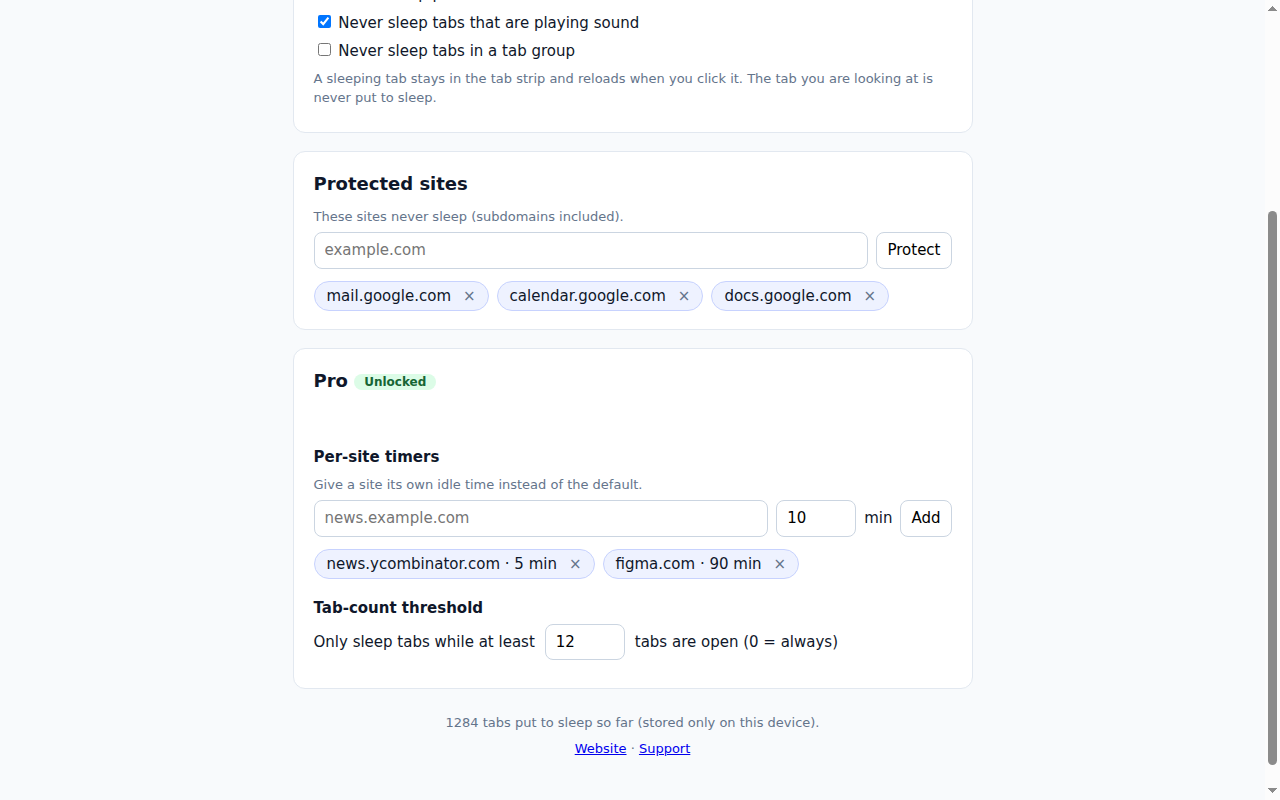 Never sleep tabs that are playing sound
Never sleep tabs in a tab group
A sleeping tab stays in the tab strip and reloads when you click it. The tab you are looking at is
never put to sleep.
Protected sites
These sites never sleep (subdomains included).
example.com
Protect
mail.google.com ×
calendar.google.com ×
docs.google.com ×
Pro Unlocked
Per-site timers
Give a site its own idle time instead of the default.
news.example.com
10 min Add
news.ycombinator.com · 5 min ×
figma.com · 90 min ×
Tab-count threshold
Only sleep tabs while at least 12 tabs are open (0 = always)
1284 tabs put to sleep so far (stored only on this device).
Website · Support